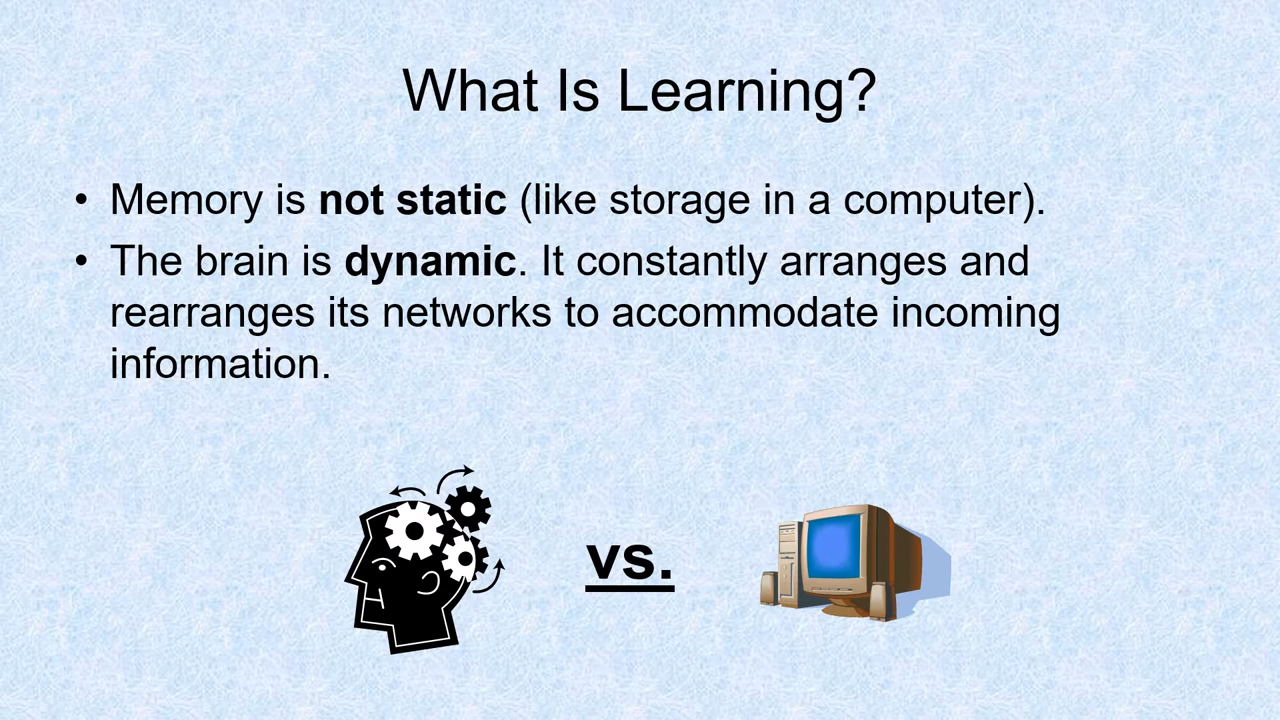 What Is Learning?
• Memory is not static (like storage in a computer).
• The brain is dynamic. It constantly arranges and
rearranges its networks to accommodate incoming
information.
vs.